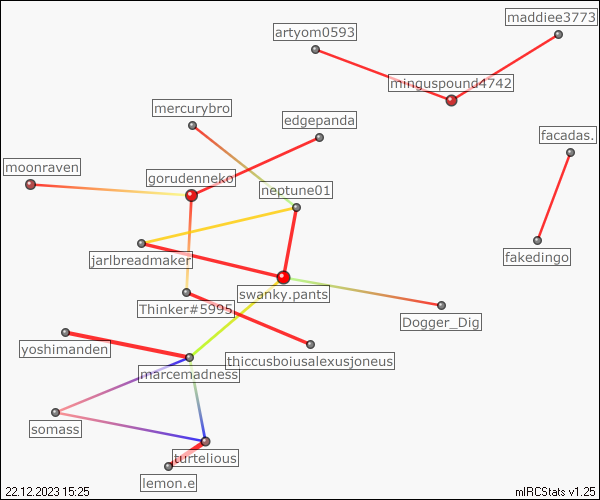 maddiee3773
artyom0593
minguspound4742
mercurybro
edgepanda
facadas.
moonraven
gorudenneko
neptune01
jarlbreadmaker
fakedingo
swanky.pants
Thinker#5995
Dogger_Dig
yoshimanden
thiccusboiusalexusjoneus
marcemadness
somass
turtelious
lemon.e
22.12.2023 15:25
mIRCStats v1.25